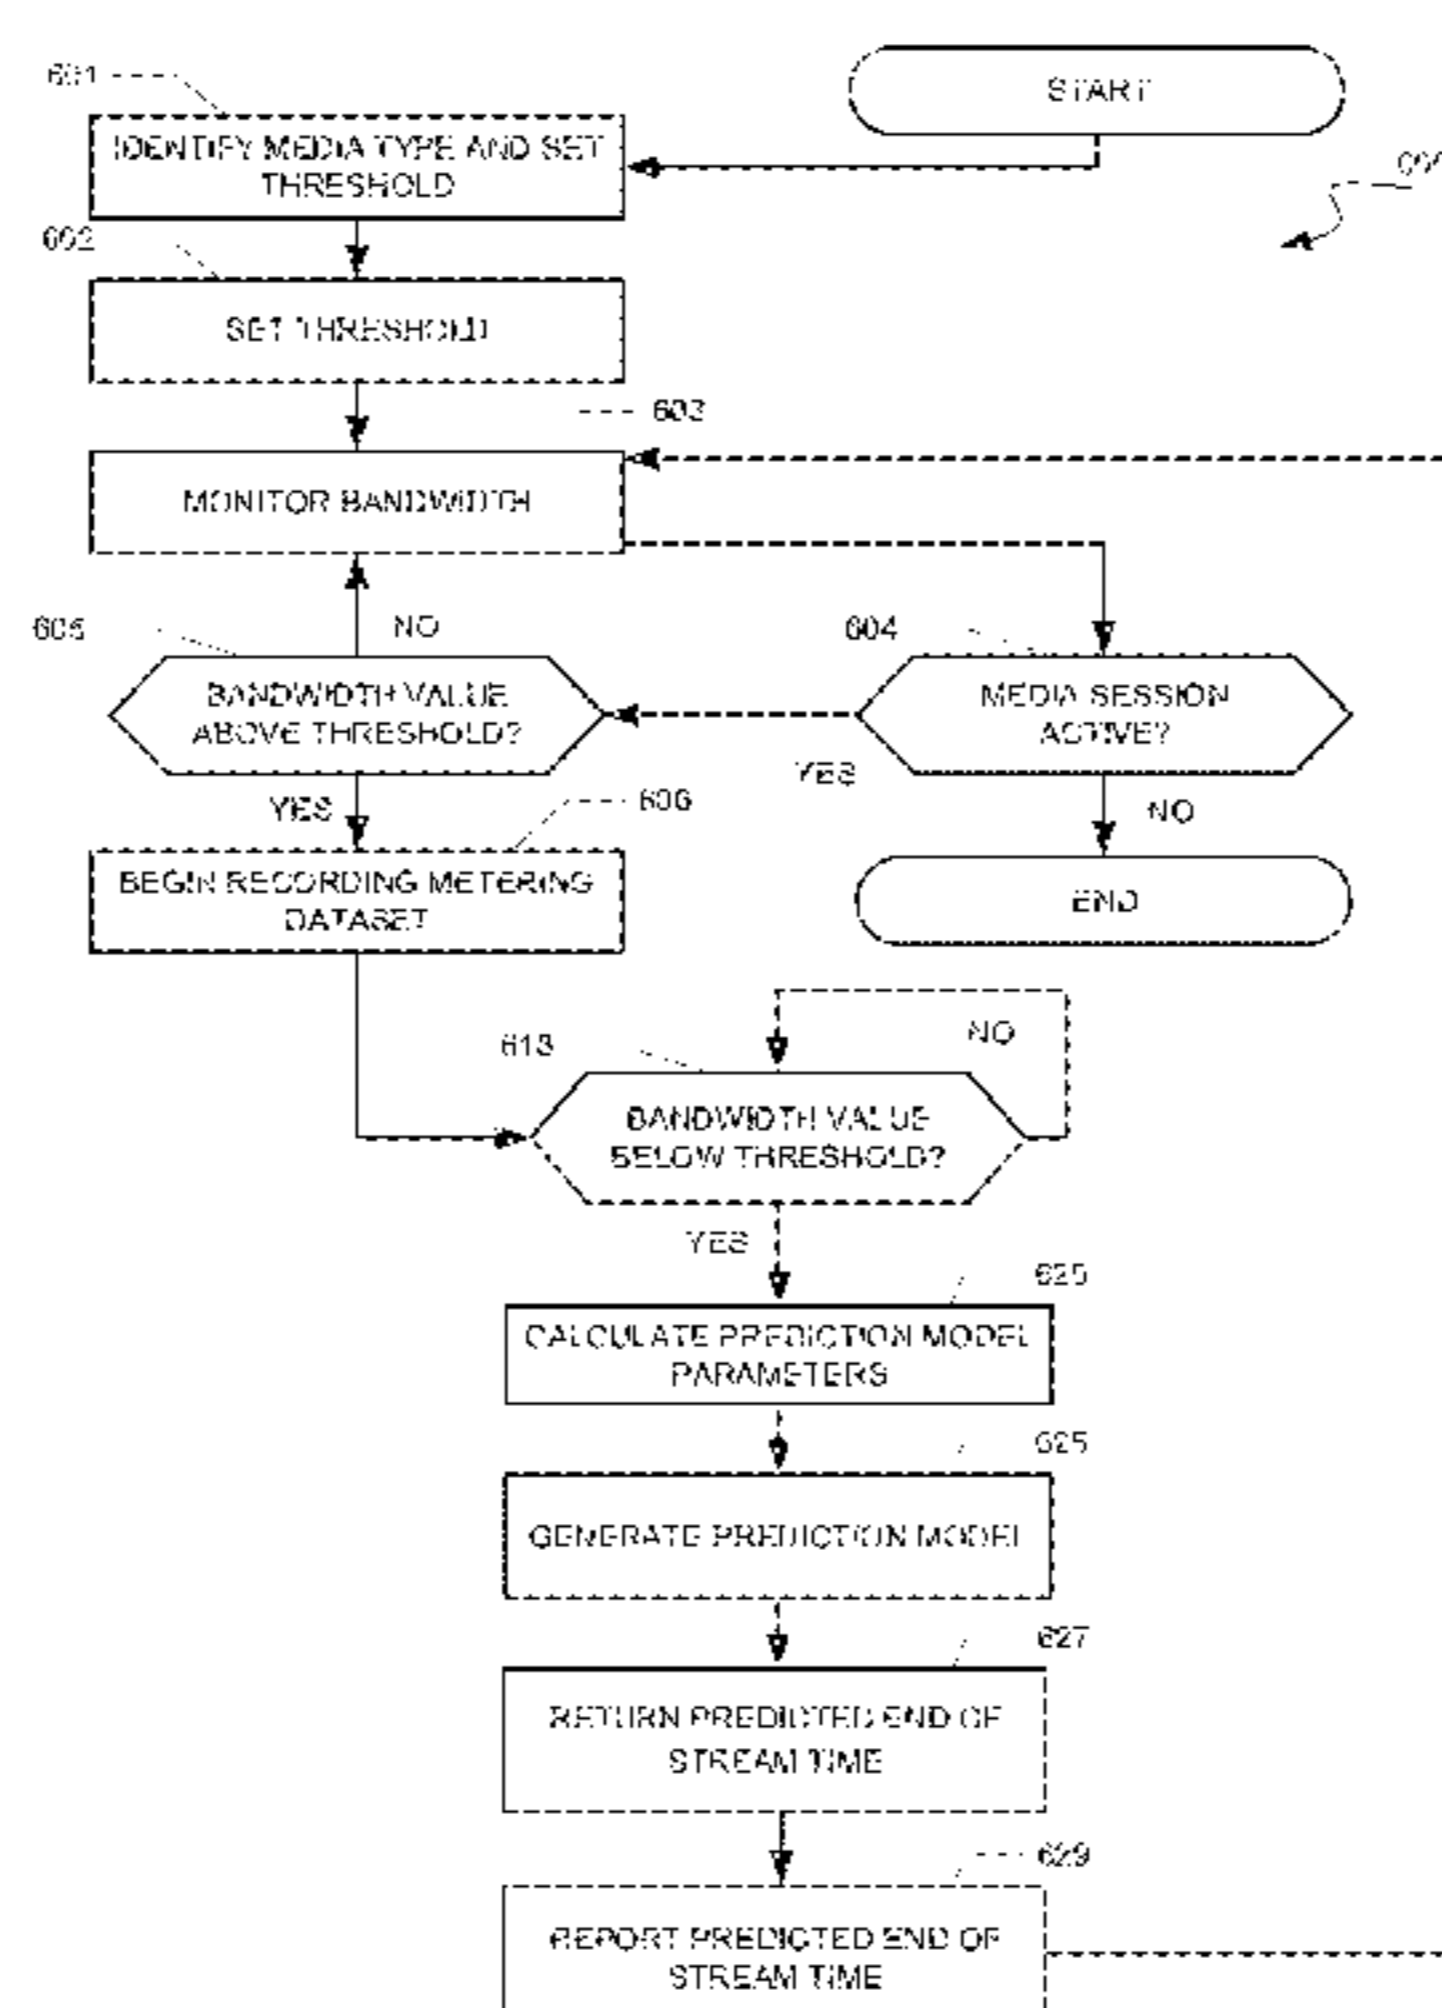 START
601
IDENTIFY MEDIA TYPE AND SET
THRESHOLD
602
SET THRESHOLD
603
MONITOR BANDWIDTH
605
NO
604
BANDWIDTH VALUE
ABOVE THRESHOLD?
MEDIA SESSION
ACTIVE?
YES
YES
606
NO
BEGIN RECORDING METERING
DATASET
END
613
NO
BANDWIDTH VALUE
BELOW THRESHOLD?
YES
625
CALCULATE PREDICTION MODEL
PARAMETERS
625
GENERATE PREDICTION MODEL
627
RETURN PREDICTED END OF
STREAM TIME
629
REPORT PREDICTED END OF
STREAM TIME